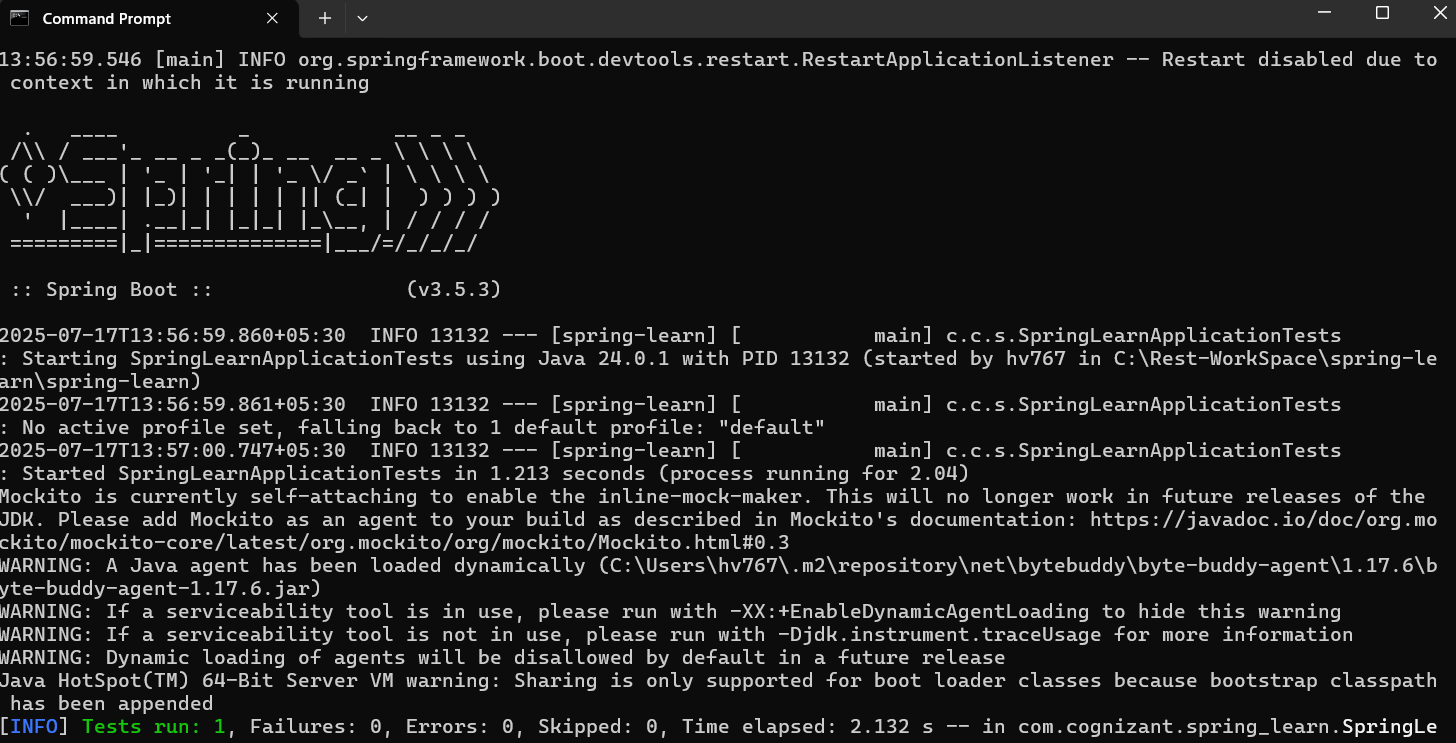 Command Prompt
13:56:59.546 [main] INFO org.springframework.boot.devtools.restart.RestartApplicationListener -- Restart disabled due to
 context in which it is running
  .   ____          _            __ _ _
 /\\ / ___'_ __ _ _(_)_ __  __ _ \ \ \ \
( ( )\___ | '_ | '_| | '_ \/ _` | \ \ \ \
 \\/  ___)| |_)| | | | | || (_| |  ) ) ) )
  '  |____| .__|_| |_|_| |_\__, | / / / /
 =========|_|==============|___/=/_/_/_/
 :: Spring Boot ::                (v3.5.3)
2025-07-17T13:56:59.860+05:30  INFO 13132 --- [spring-learn] [           main] c.c.s.SpringLearnApplicationTests
: Starting SpringLearnApplicationTests using Java 24.0.1 with PID 13132 (started by hv767 in C:\Rest-WorkSpace\spring-le
arn\spring-learn)
2025-07-17T13:56:59.861+05:30  INFO 13132 --- [spring-learn] [           main] c.c.s.SpringLearnApplicationTests
: No active profile set, falling back to 1 default profile: "default"
2025-07-17T13:57:00.747+05:30  INFO 13132 --- [spring-learn] [           main] c.c.s.SpringLearnApplicationTests
: Started SpringLearnApplicationTests in 1.213 seconds (process running for 2.04)
Mockito is currently self-attaching to enable the inline-mock-maker. This will no longer work in future releases of the
JDK. Please add Mockito as an agent to your build as described in Mockito's documentation: https://javadoc.io/doc/org.mo
ckito/mockito-core/latest/org.mockito/org/mockito/Mockito.html#0.3
WARNING: A Java agent has been loaded dynamically (C:\Users\hv767\.m2\repository\net\bytebuddy\byte-buddy-agent\1.17.6\b
yte-buddy-agent-1.17.6.jar)
WARNING: If a serviceability tool is in use, please run with -XX:+EnableDynamicAgentLoading to hide this warning
WARNING: If a serviceability tool is not in use, please run with -Djdk.instrument.traceUsage for more information
WARNING: Dynamic loading of agents will be disallowed by default in a future release
Java HotSpot(TM) 64-Bit Server VM warning: Sharing is only supported for boot loader classes because bootstrap classpath
 has been appended
[INFO] Tests run: 1, Failures: 0, Errors: 0, Skipped: 0, Time elapsed: 2.132 s -- in com.cognizant.spring_learn.SpringLe